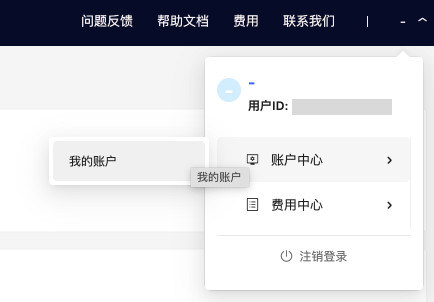 问题反馈 帮助文档 费用 联系我们 | -
-
-
用户ID:
账户中心
我的账户
我的账户
费用中心
注销登录